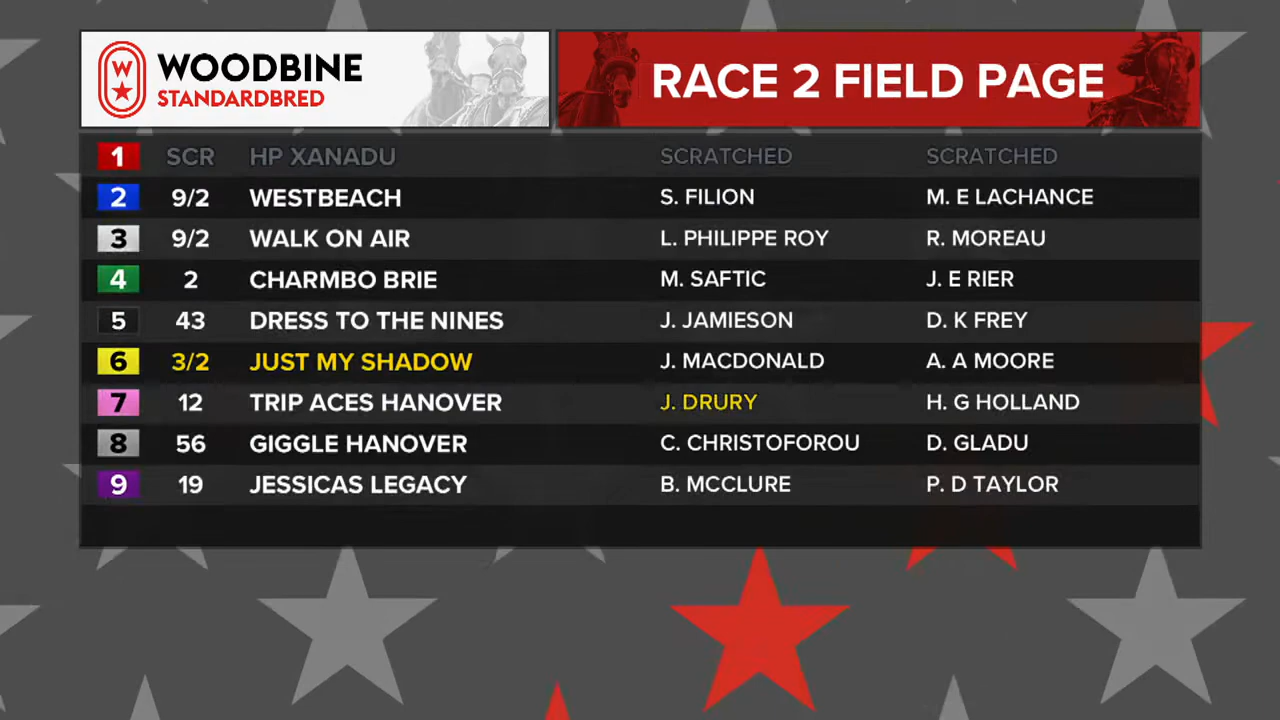 W
WOODBINE
STANDARDBRED
RACE 2 FIELD PAGE
1 SCR HP XANADU SCRATCHED SCRATCHED
2 9/2 WESTBEACH S. FILION M. E LACHANCE
3 9/2 WALK ON AIR L. PHILIPPE ROY R. MOREAU
4 2 CHARMBO BRIE M. SAFTIC J. E RIER
5 43 DRESS TO THE NINES J. JAMIESON D. K FREY
6 3/2 JUST MY SHADOW J. MACDONALD A. A MOORE
7 12 TRIP ACES HANOVER J. DRURY H. G HOLLAND
8 56 GIGGLE HANOVER C. CHRISTOFOROU D. GLADU
9 19 JESSICAS LEGACY B. MCCLURE P. D TAYLOR